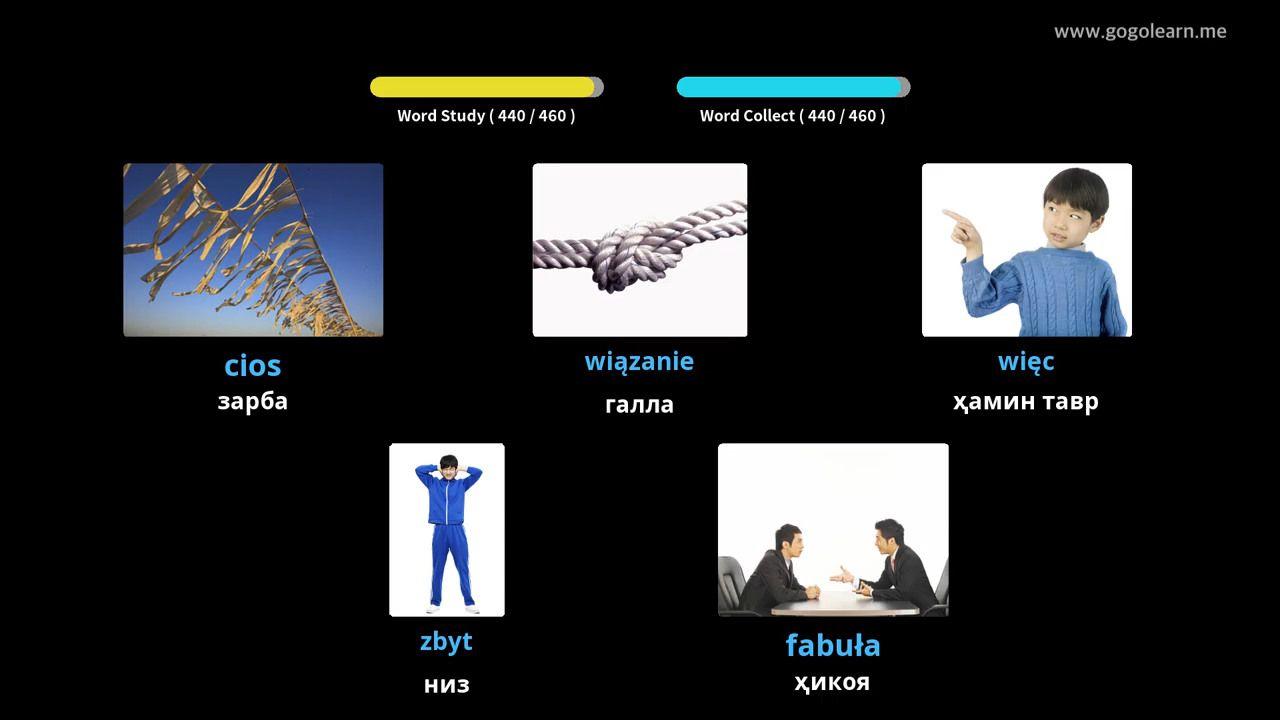 www.gogolearn.me
Word Study ( 440 / 460 )
Word Collect ( 440 / 460 )
cios
зарба
wiązanie
галла
więc
ҳамин тавр
zbyt
низ
fabuła
ҳикоя